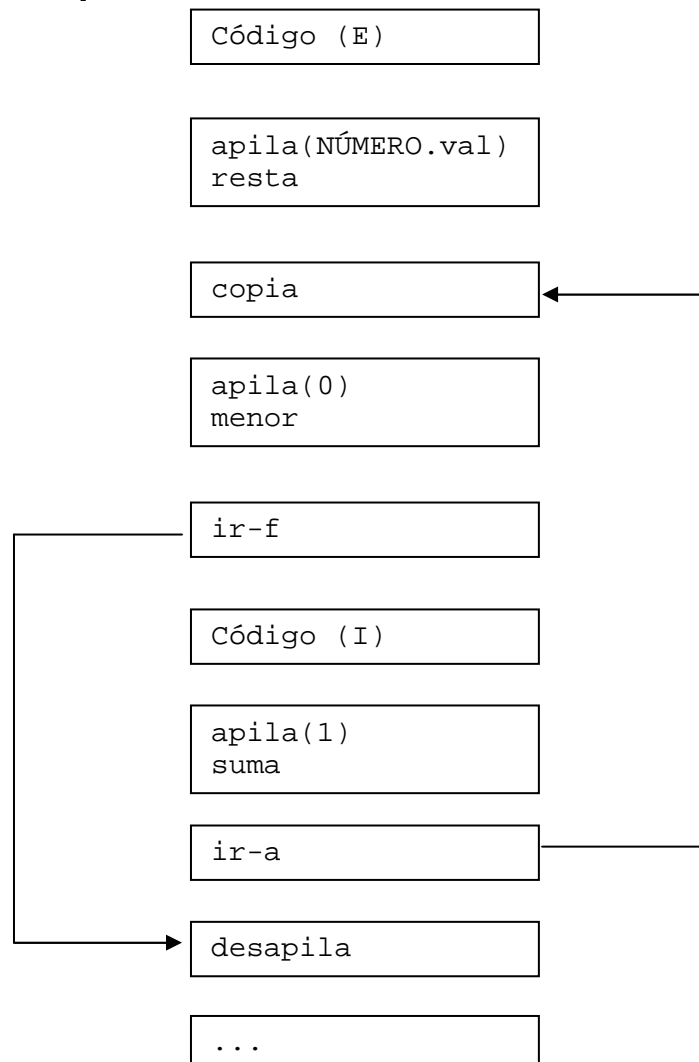 Código (E)
apila(NÚMERO.val)
resta
copia
apila(0)
menor
ir-f
Código (I)
apila(1)
suma
ir-a
desapila
...